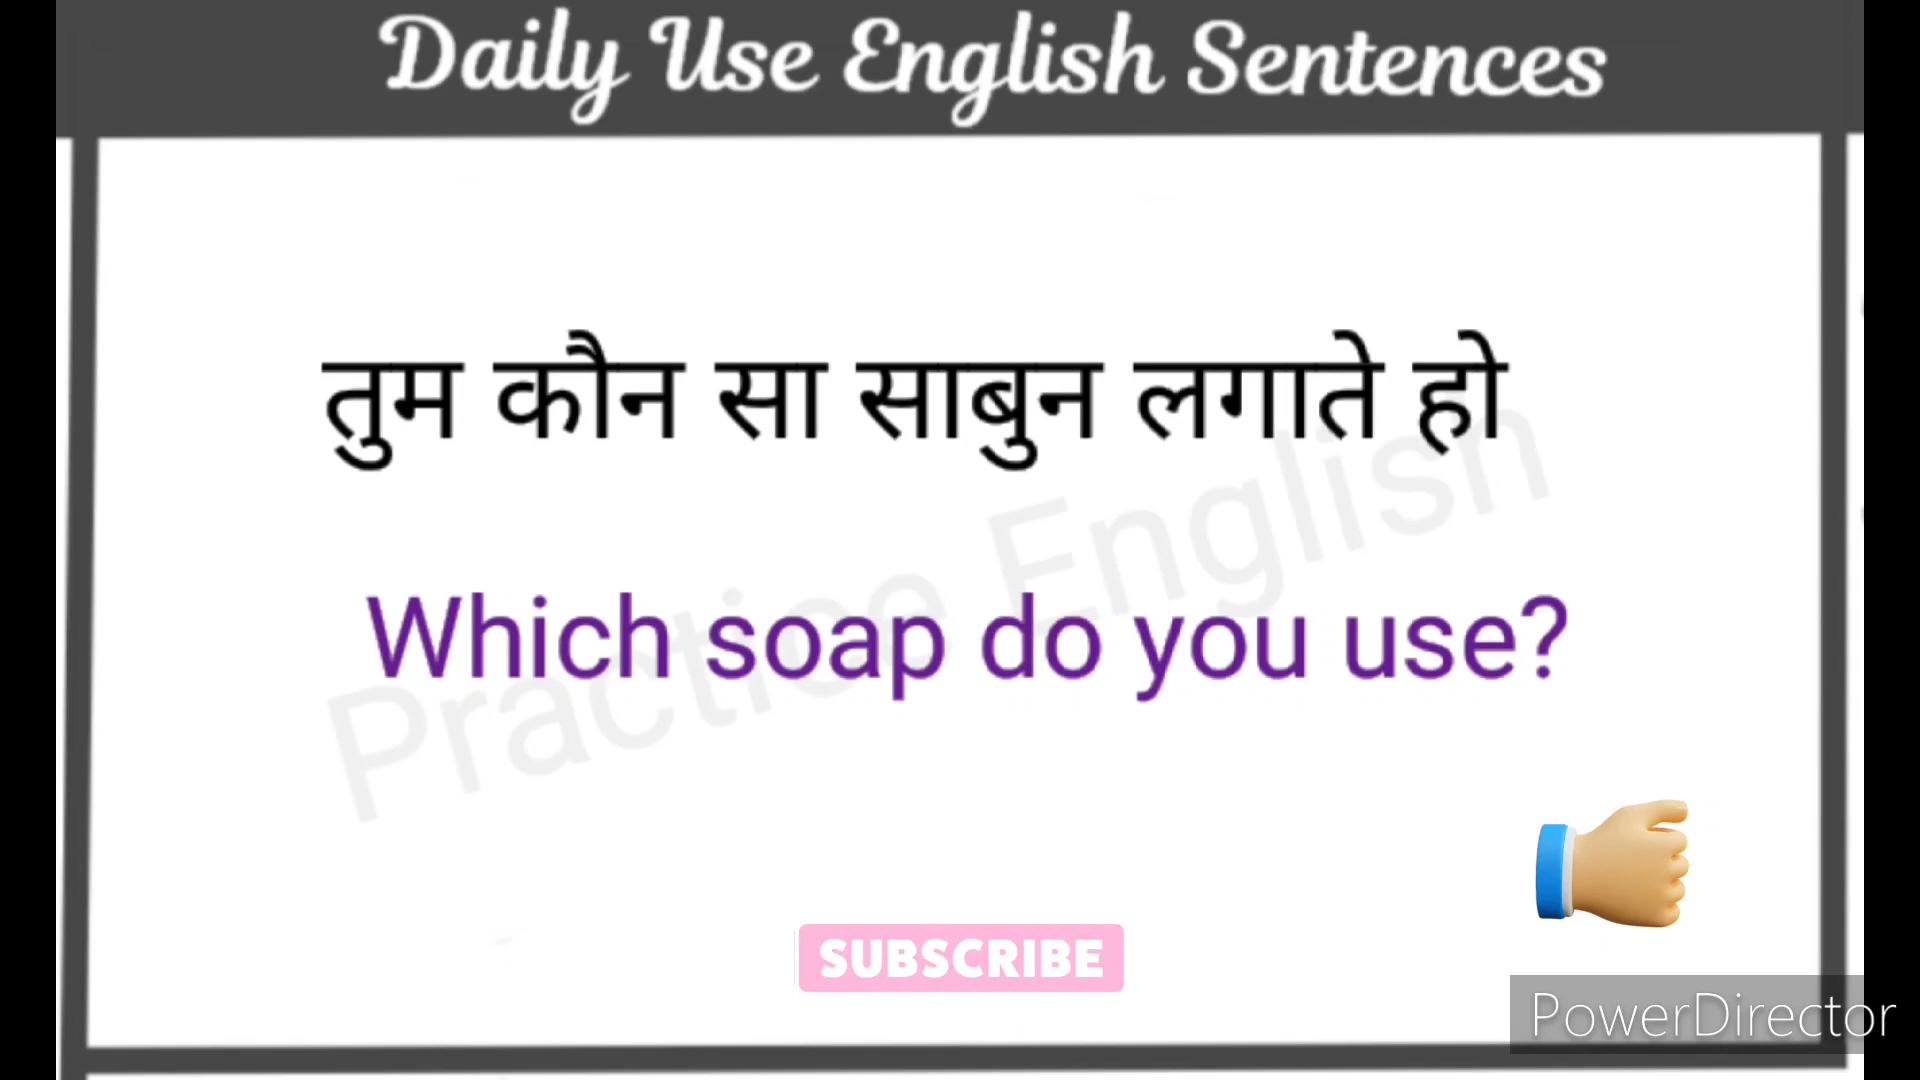 Daily Use English Sentences
तुम कौन सा साबुन लगाते हो
Which soap do you use?
Practice English
SUBSCRIBE
PowerDirector